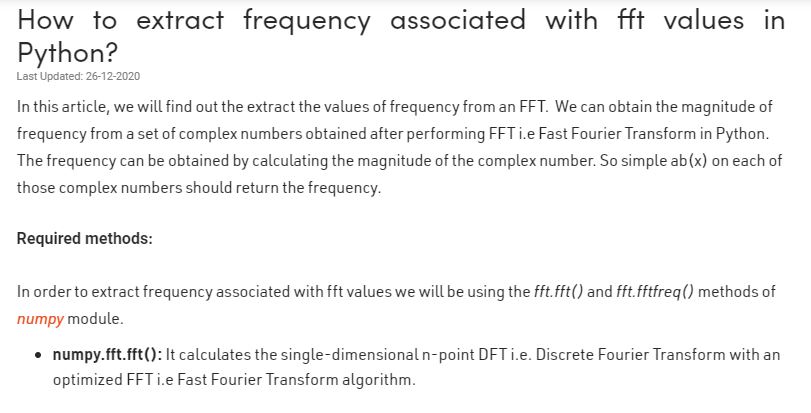 How to extract frequency associated with fft values in
Python?
Last Updated: 26-12-2020
In this article, we will find out the extract the values of frequency from an FFT.  We can obtain the magnitude of
frequency from a set of complex numbers obtained after performing FFT i.e Fast Fourier Transform in Python.
The frequency can be obtained by calculating the magnitude of the complex number. So simple ab(x) on each of
those complex numbers should return the frequency.
Required methods:
In order to extract frequency associated with fft values we will be using the fft.fft() and fft.fftfreq() methods of
numpy module.
• numpy.fft.fft(): It calculates the single-dimensional n-point DFT i.e. Discrete Fourier Transform with an
optimized FFT i.e Fast Fourier Transform algorithm.